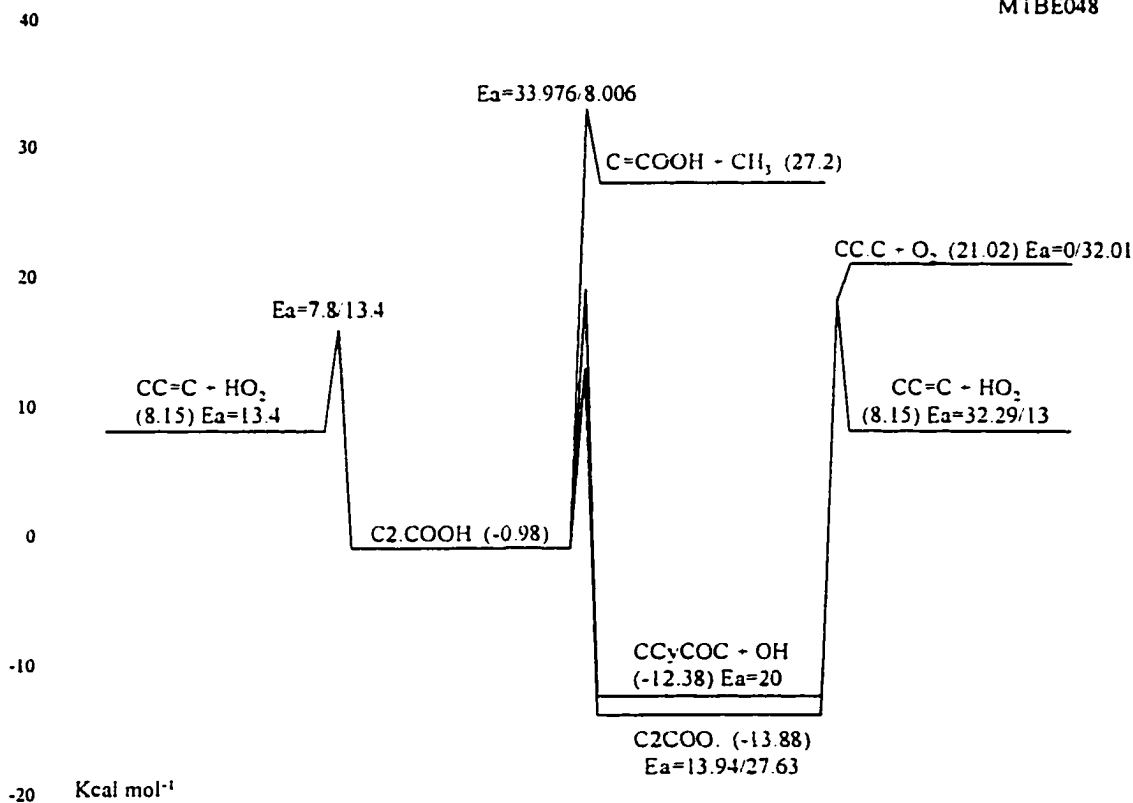 MTBE048
40
Ea=33.976/8.006
30
C=COOH + CH₃ (27.2)
CC.C + O₂ (21.02) Ea=0/32.01
20
Ea=7.8/13.4
CC=C + HO₂
(8.15) Ea=13.4
CC=C + HO₂
(8.15) Ea=32.29/13
10
C2.COOH (-0.98)
0
CCyCOC + OH
(-12.38) Ea=20
-10
C2COO. (-13.88)
Ea=13.94/27.63
-20
Kcal mol⁻¹